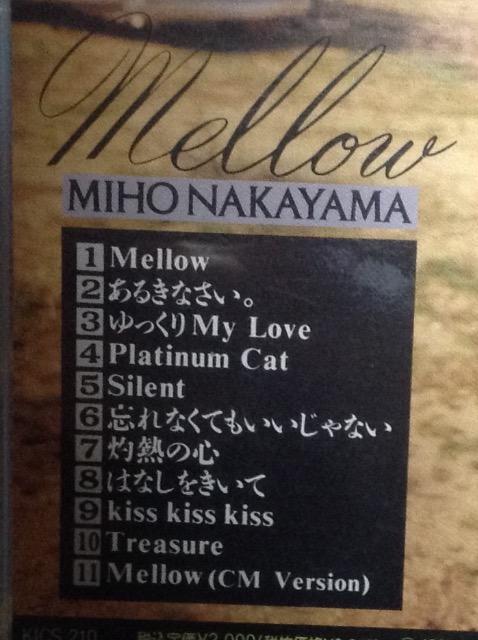 Mellow
MIHO NAKAYAMA
1 Mellow
2 あるきなさい。
3 ゆっくりMy Love
4 Platinum Cat
5 Silent
6 忘れなくてもいいじゃない
7 灼熱の心
8 はなしをきいて
9 kiss kiss kiss
10 Treasure
11 Mellow (CM Version)